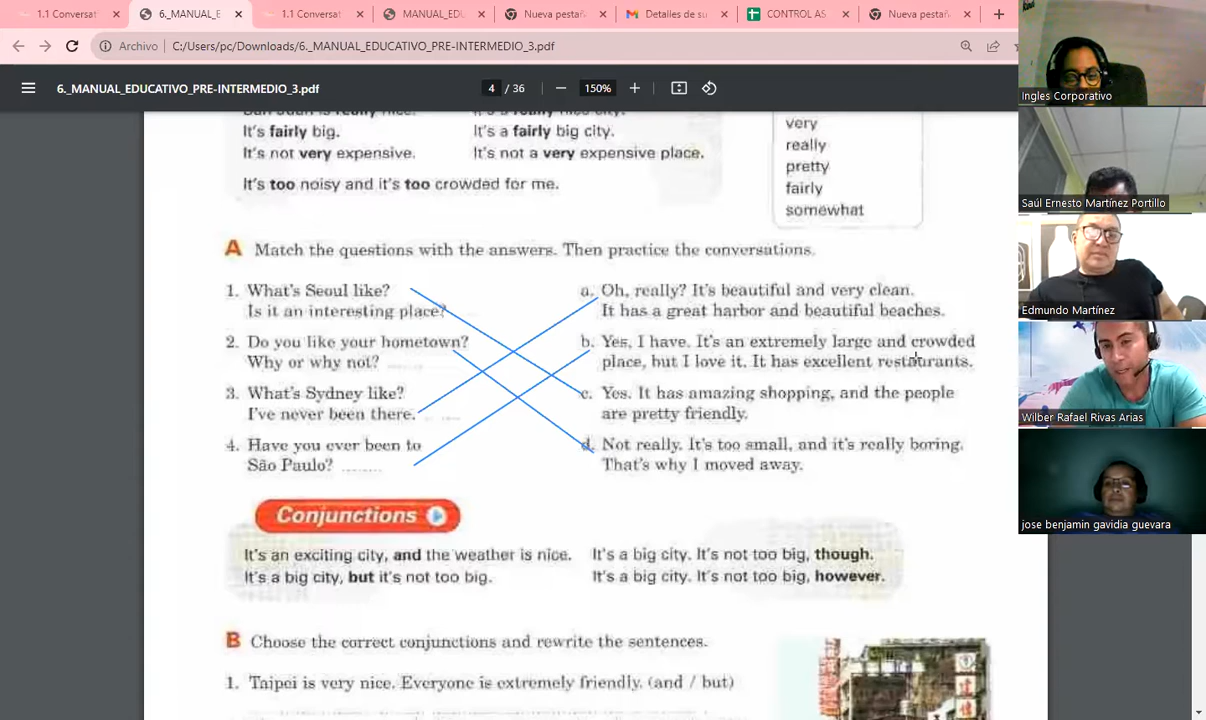 1.1 Conversat
6._MANUAL_E
1.1 Conversat
MANUAL_EDU
Nueva pestañ
Detalles de su
CONTROL AS
Nueva pestañ
Archivo
C:/Users/pc/Downloads/6._MANUAL_EDUCATIVO_PRE-INTERMEDIO_3.pdf
6._MANUAL_EDUCATIVO_PRE-INTERMEDIO_3.pdf
4 / 36
150%
It's fairly big.
It's a fairly big city.
It's not very expensive.
It's not a very expensive place.
It's too noisy and it's too crowded for me.
very
really
pretty
fairly
somewhat
A Match the questions with the answers. Then practice the conversations.
1. What's Seoul like?
Is it an interesting place?
2. Do you like your hometown?
Why or why not?
3. What's Sydney like?
I've never been there.
4. Have you ever been to
São Paulo?
a. Oh, really? It's beautiful and very clean.
It has a great harbor and beautiful beaches.
b. Yes, I have. It's an extremely large and crowded
place, but I love it. It has excellent restaurants.
c. Yes. It has amazing shopping, and the people
are pretty friendly.
d. Not really. It's too small, and it's really boring.
That's why I moved away.
Conjunctions
It's an exciting city, and the weather is nice.
It's a big city, but it's not too big.
It's a big city. It's not too big, though.
It's a big city. It's not too big, however.
B Choose the correct conjunctions and rewrite the sentences.
1. Taipei is very nice. Everyone is extremely friendly. (and / but)
Ingles Corporativo
Saúl Ernesto Martínez Portillo
Edmundo Martínez
Wilber Rafael Rivas Arias
jose benjamin gavidia guevara